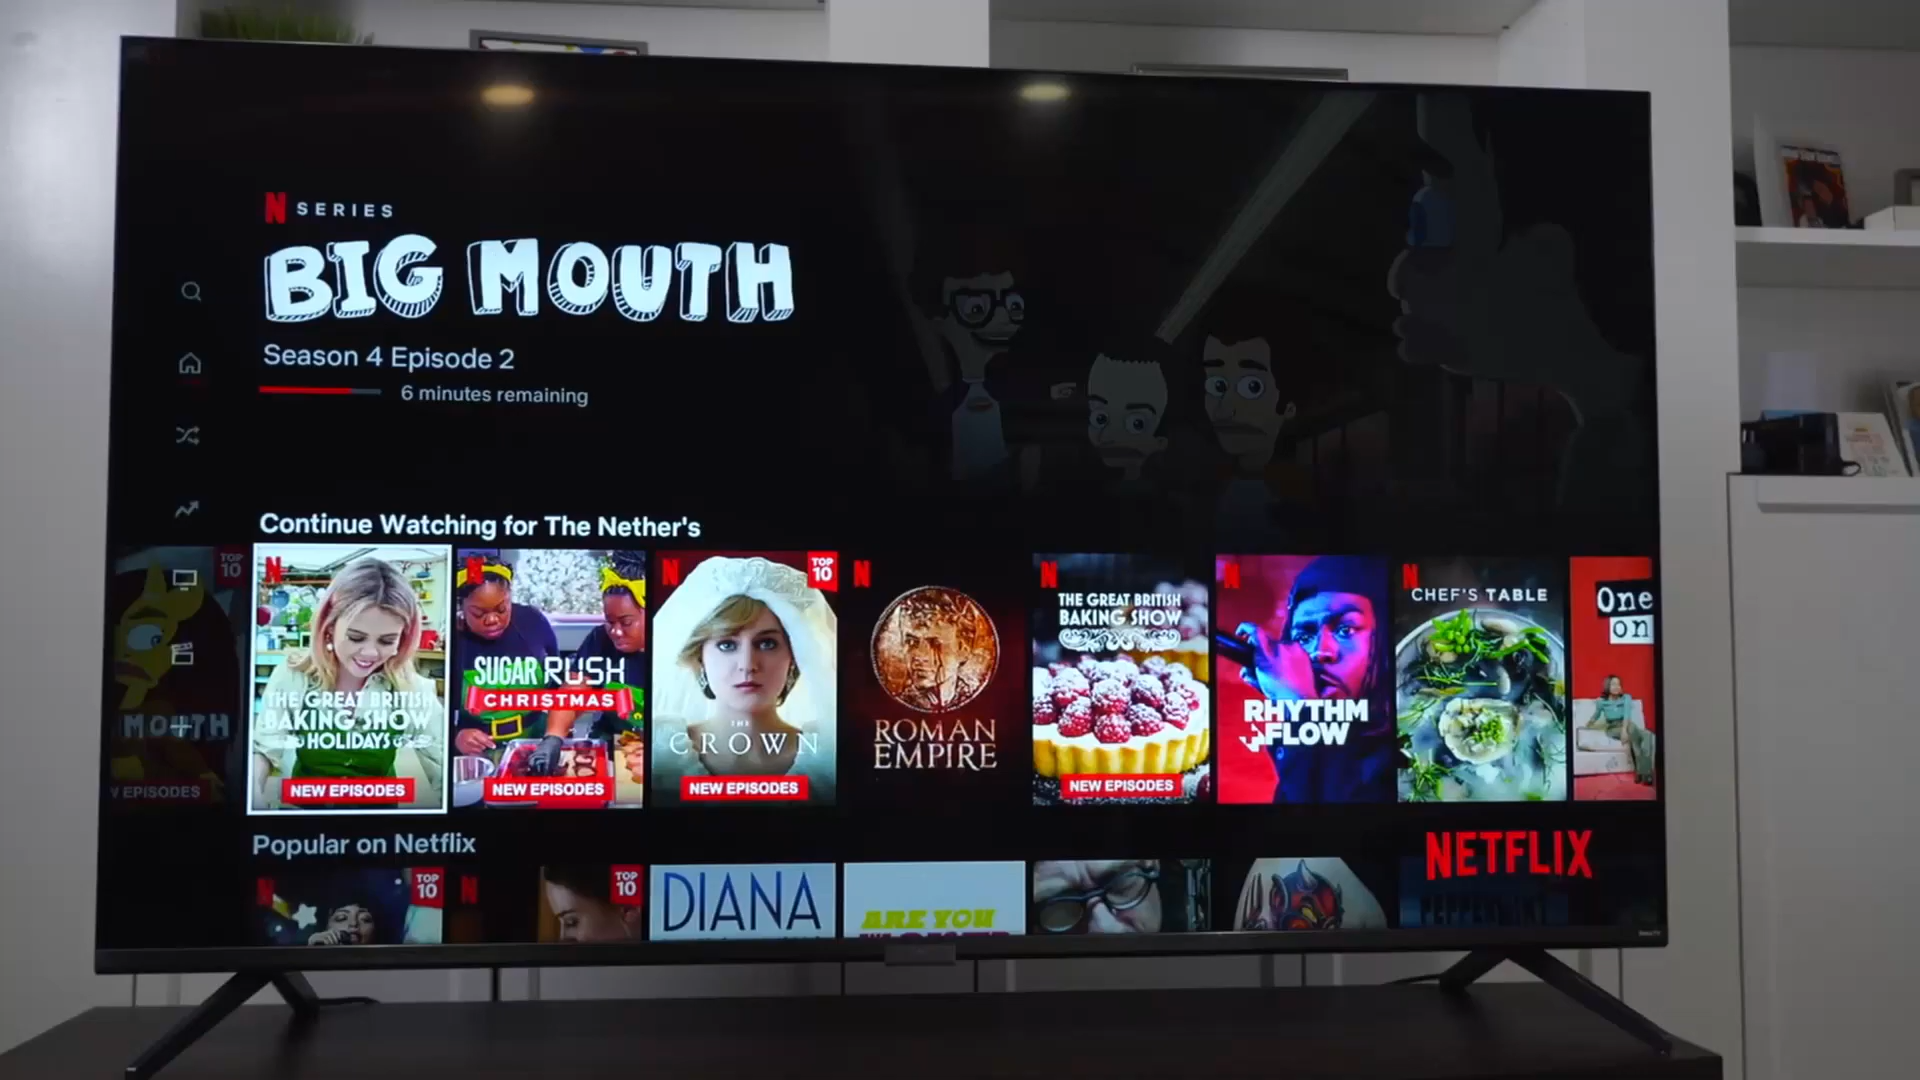 N SERIES
BIG MOUTH
Season 4 Episode 2
6 minutes remaining
Continue Watching for The Nether's
TOP
10
MOUTH
EPISODES
THE GREAT BRITISH
BAKING SHOW
HOLIDAYS
NEW EPISODES
SUGAR RUSH
CHRISTMAS
NEW EPISODES
TOP
10
THE
CROWN
NEW EPISODES
ROMAN
EMPIRE
THE GREAT BRITISH
BAKING SHOW
NEW EPISODES
RHYTHM
+FLOW
CHEF'S TABLE
One
on
Popular on Netflix
TOP
10
TOP
10
DIANA
ARE YOU
NETFLIX